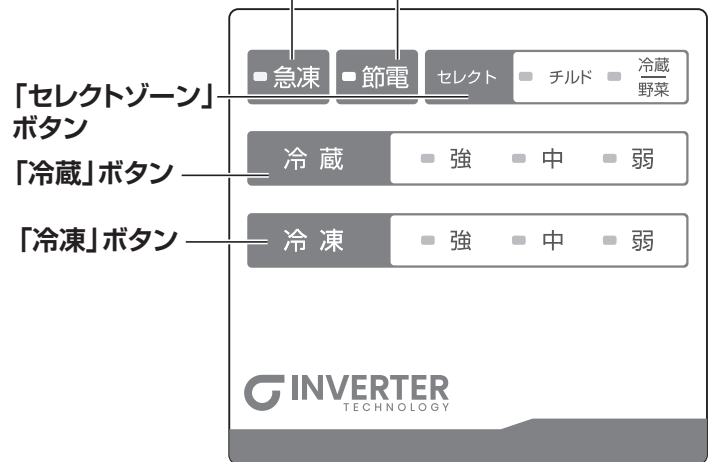 急凍 節電 セレクト チルド 冷蔵
野菜
「セレクトゾーン」
ボタン
「冷蔵」ボタン
冷蔵 強 中 弱
「冷凍」ボタン
冷凍 強 中 弱
INVERTER
TECHNOLOGY